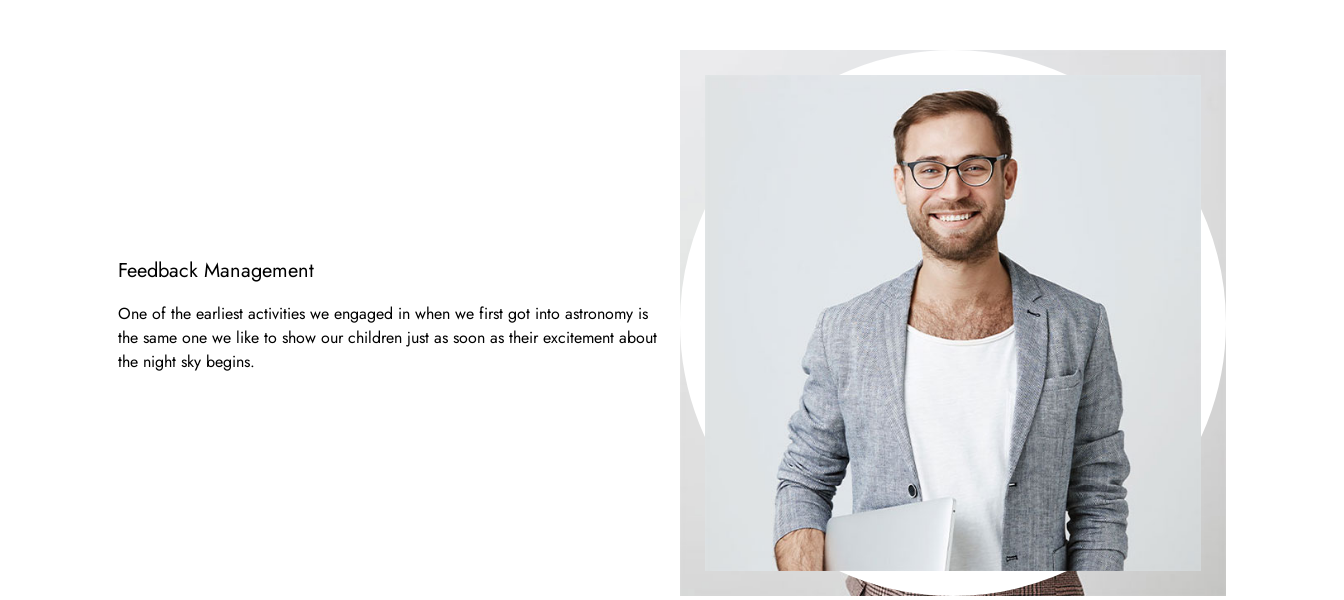 Feedback Management
One of the earliest activities we engaged in when we first got into astronomy is
the same one we like to show our children just as soon as their excitement about
the night sky begins.